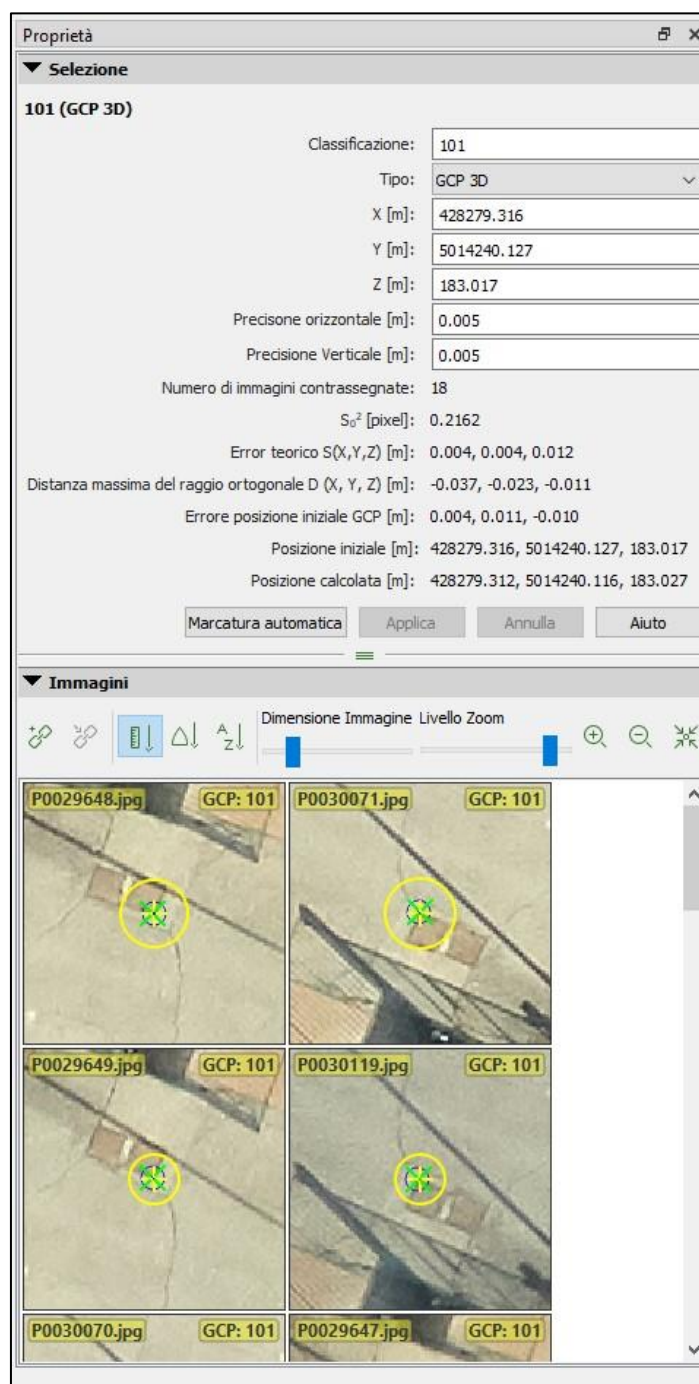 Proprietà
Selezione
101 (GCP 3D)
Classificazione: 101
Tipo: GCP 3D
X [m]: 428279.316
Y [m]: 5014240.127
Z [m]: 183.017
Precisone orizzontale [m]: 0.005
Precisione Verticale [m]: 0.005
Numero di immagini contrassegnate: 18
S₀² [pixel]: 0.2162
Error teorico S(X,Y,Z) [m]: 0.004, 0.004, 0.012
Distanza massima del raggio ortogonale D (X, Y, Z) [m]: -0.037, -0.023, -0.011
Errore posizione iniziale GCP [m]: 0.004, 0.011, -0.010
Posizione iniziale [m]: 428279.316, 5014240.127, 183.017
Posizione calcolata [m]: 428279.312, 5014240.116, 183.027
Marcatura automatica Applica Annulla Aiuto
Immagini
Dimensione Immagine Livello Zoom
A Z
P0029648.jpg GCP: 101 P0030071.jpg GCP: 101
P0029649.jpg GCP: 101 P0030119.jpg GCP: 101
P0030070.jpg GCP: 101 P0029647.jpg GCP: 101